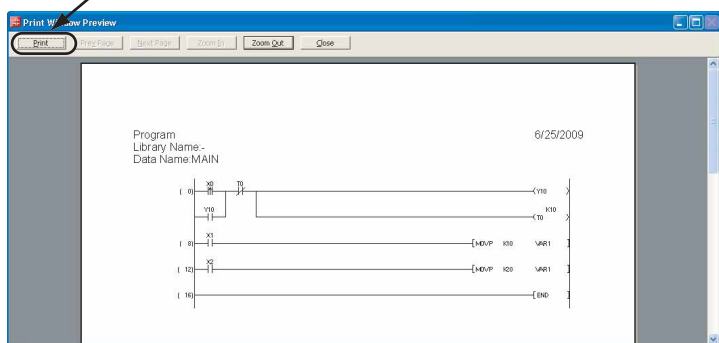 Print Window Preview
Print Prev Page Next Page Zoom In Zoom Out Close
Program 6/25/2009
Library Name:-
Data Name:MAIN
X0 T0
( 0) (Y10 )
Y10 K10
(T0 )
X1
( 8) [MOVP K10 VAR1 ]
X2
( 12) [MOVP K20 VAR1 ]
( 16) [END ]